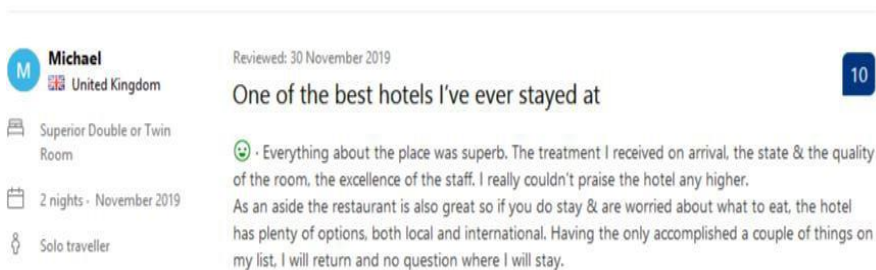 M
Michael
United Kingdom
Superior Double or Twin
Room
2 nights · November 2019
Solo traveller
Reviewed: 30 November 2019
10
One of the best hotels I've ever stayed at
· Everything about the place was superb. The treatment I received on arrival, the state & the quality
of the room, the excellence of the staff. I really couldn't praise the hotel any higher.
As an aside the restaurant is also great so if you do stay & are worried about what to eat, the hotel
has plenty of options, both local and international. Having the only accomplished a couple of things on
my list, I will return and no question where I will stay.